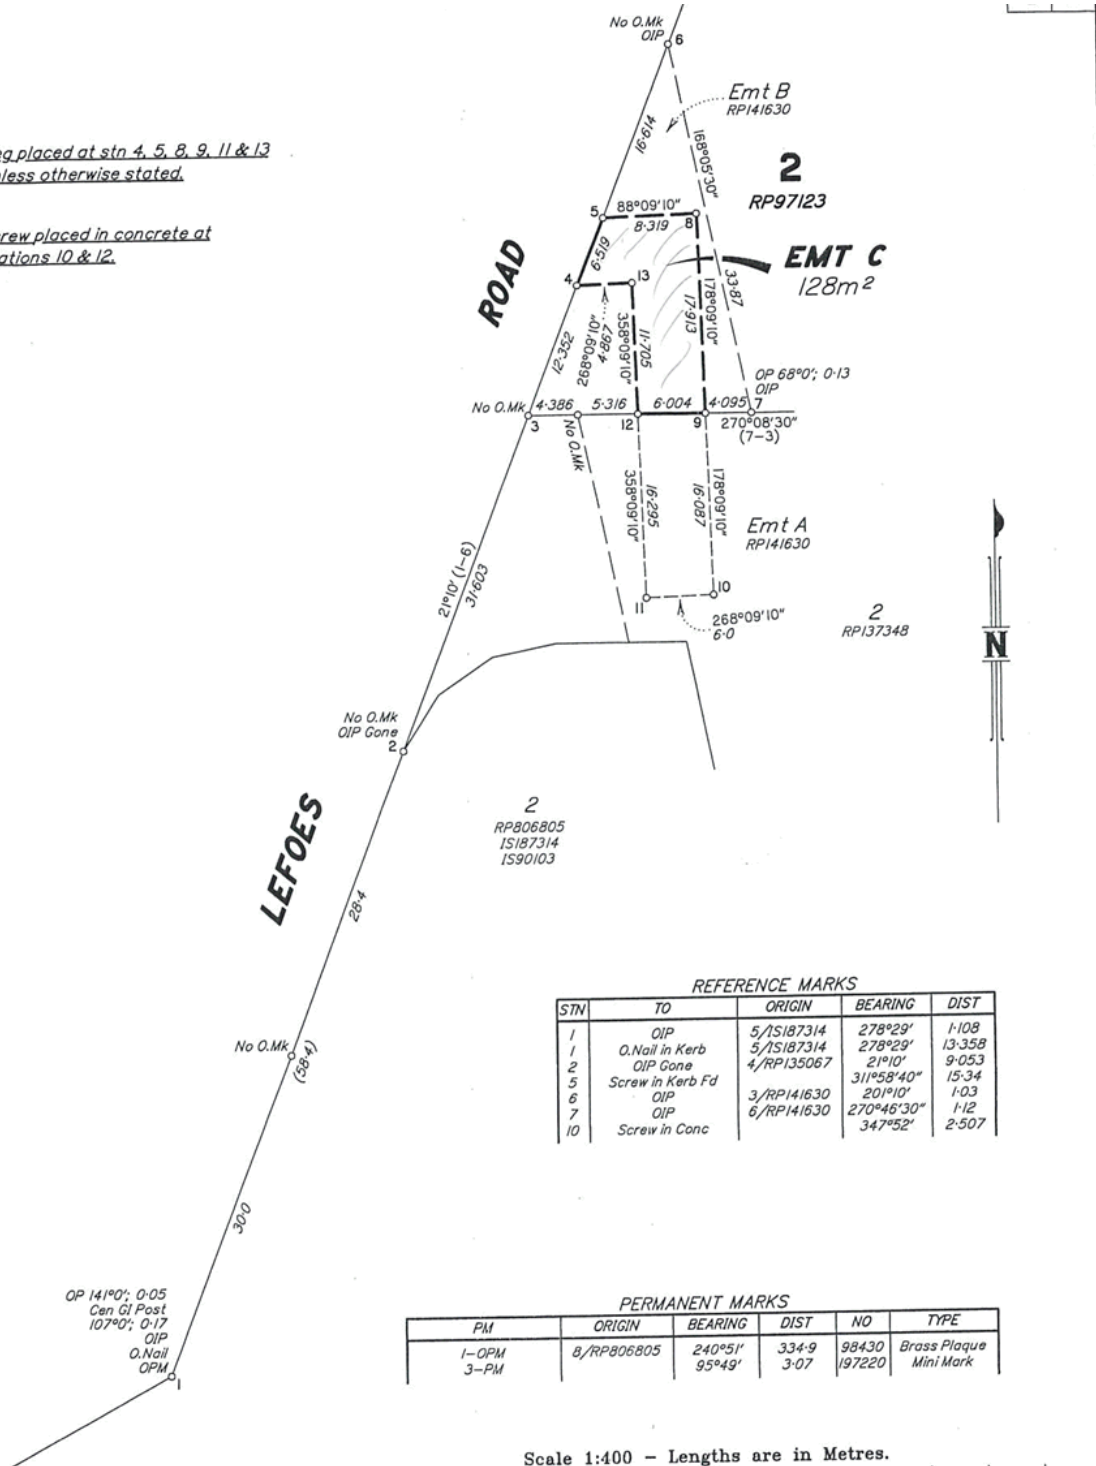 No O.Mk
OIP
6
Emt B
RP141630
16·614
168°05'30"
placed at stn 4, 5, 8, 9, 11 & 13
otherwise stated.
2
RP97123
5
88°09'10"
8·319
8
placed in concrete at
10 & 12.
ROAD
6·519
EMT C
128m²
4
13
33·87
12·352
268°09'10"
4·867
358°09'10"
11·705
17·913
178°09'10"
OP 68°0'; 0·13
OIP
No O.Mk
4·386
5·316
6·004
4·095
7
3
No O.Mk
12
9
270°08'30"
(7-3)
358°09'10"
16·295
16·087
178°09'10"
Emt A
RP141630
21°10' (1-6)
31·603
11
10
268°09'10"
6·0
2
RP137348
N
No O.Mk
OIP Gone
2
LEFOES
2
RP806805
IS187314
IS90103
28·4
No O.Mk
(58·4)
REFERENCE MARKS
STN TO ORIGIN BEARING DIST
1 OIP 5/IS187314 278°29' 1·108
1 O.Nail in Kerb 5/IS187314 278°29' 13·358
2 OIP Gone 4/RP135067 21°10' 9·053
5 Screw in Kerb Fd 311°58'40" 15·34
6 OIP 3/RP141630 201°10' 1·03
7 OIP 6/RP141630 270°46'30" 1·12
10 Screw in Conc 347°52' 2·507
30·0
OP 141°0'; 0·05
Cen GI Post
107°0'; 0·17
OIP
O.Nail
OPM
1
PERMANENT MARKS
PM ORIGIN BEARING DIST NO TYPE
1-OPM 8/RP806805 240°51' 334·9 98430 Brass Plaque
3-PM 95°49' 3·07 197220 Mini Mark
Scale 1:400 – Lengths are in Metres.